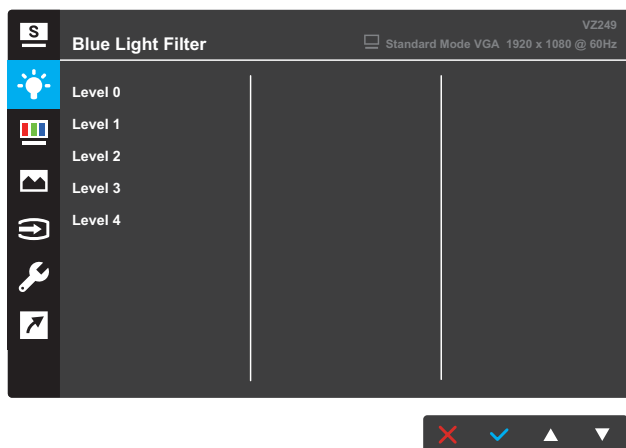 S
VZ249
Blue Light Filter
Standard Mode VGA 1920 x 1080 @ 60Hz
Level 0
Level 1
Level 2
Level 3
Level 4